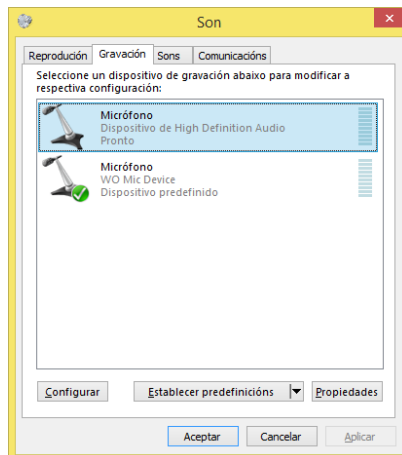 Son
Reprodución Gravación Sons Comunicacións
Seleccione un dispositivo de gravación abaixo para modificar a
respectiva configuración:
Micrófono
Dispositivo de High Definition Audio
Pronto
Micrófono
WO Mic Device
Dispositivo predefinido
Configurar Establecer predefinicións Propiedades
Aceptar Cancelar Aplicar